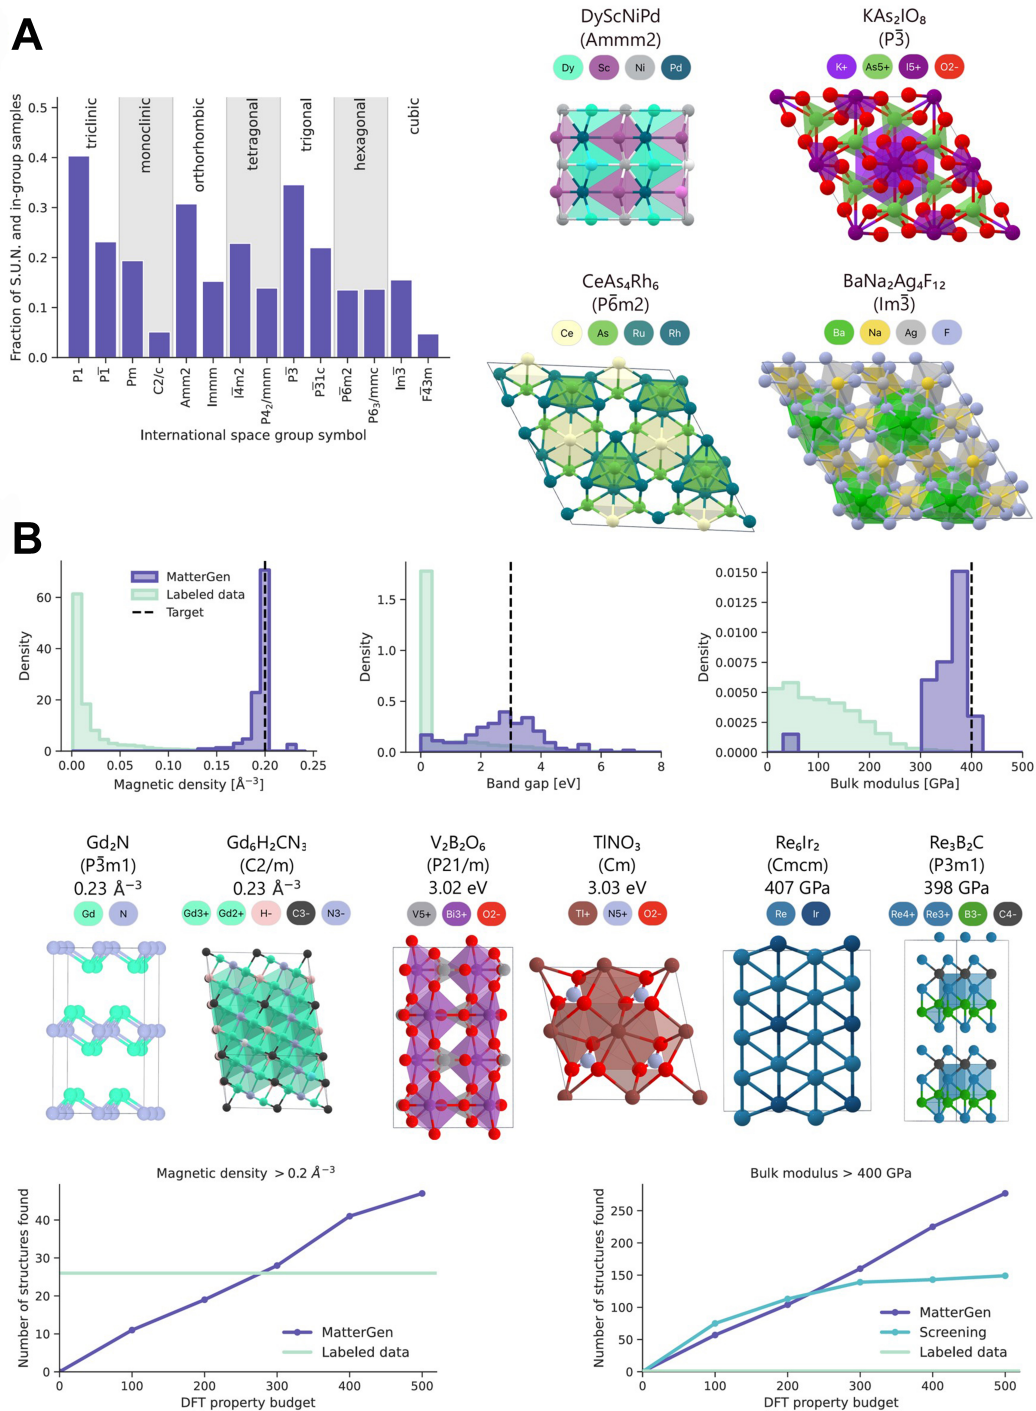 A
DyScNiPd
(Ammm2)
Dy Sc Ni Pd
KAs₂IO₈
(P3̅)
K+ As5+ I5+ O2-
Fraction of S.U.N. and in-group samples
0.5
0.4
0.3
0.2
0.1
0.0
triclinic
monoclinic
orthorhombic
tetragonal
trigonal
hexagonal
cubic
P1
P1̅
Pm
C2/c
Amm2
Immm
I4̅m2
P4₂/mnm
P3̅
P3̅1c
P6̅m2
P6₃/mmc
Im3̅
F4̅3m
International space group symbol
CeAs₄Rh₆
(P6̅m2)
Ce As Ru Rh
BaNa₂Ag₄F₁₂
(Im3̅)
Ba Na Ag F
B
Density
60
40
20
0
MatterGen
Labeled data
Target
0.00 0.05 0.10 0.15 0.20 0.25
Magnetic density [Å⁻³]
Density
1.5
1.0
0.5
0.0
0 2 4 6 8
Band gap [eV]
Density
0.0150
0.0125
0.0100
0.0075
0.0050
0.0025
0.0000
0 100 200 300 400 500
Bulk modulus [GPa]
Gd₂N
(P3̅m1)
0.23 Å⁻³
Gd N
Gd₆H₂CN₃
(C2/m)
0.23 Å⁻³
Gd3+ Gd2+ H- C3- N3-
V₂B₂O₆
(P21/m)
3.02 eV
V5+ Bi3+ O2-
TlNO₃
(Cm)
3.03 eV
Tl+ N5+ O2-
Re₆Ir₂
(Cmcm)
407 GPa
Re Ir
Re₃B₂C
(P3m1)
398 GPa
Re4+ Re3+ B3- C4-
Magnetic density > 0.2 Å⁻³
Number of structures found
40
30
20
10
0
MatterGen
Labeled data
0 100 200 300 400 500
DFT property budget
Bulk modulus > 400 GPa
Number of structures found
250
200
150
100
50
0
MatterGen
Screening
Labeled data
0 100 200 300 400 500
DFT property budget